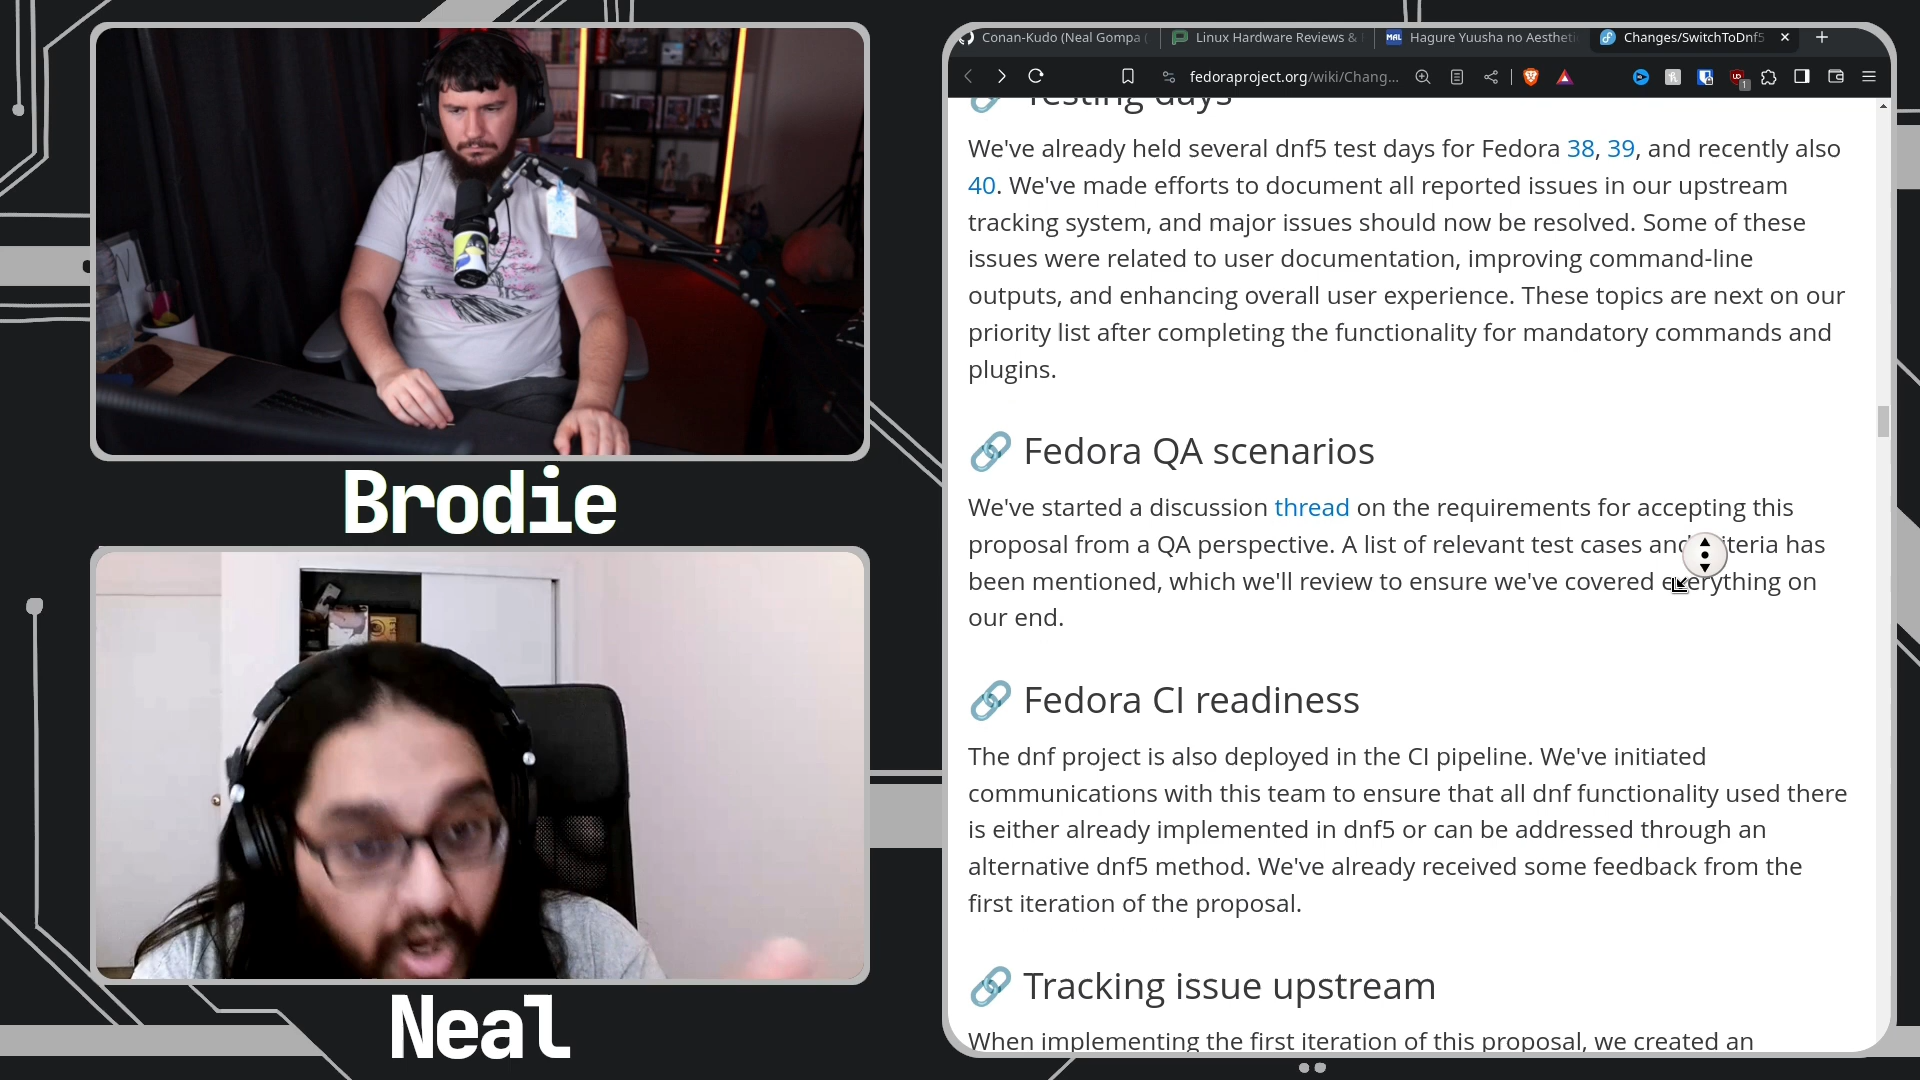 Conan-Kudo (Neal Gompa (
Linux Hardware Reviews &
MAL
Hagure Yuusha no Aestheti
Changes/SwitchToDnf5
fedoraproject.org/wiki/Chang...
1
Testing days
We've already held several dnf5 test days for Fedora 38, 39, and recently also
40. We've made efforts to document all reported issues in our upstream
tracking system, and major issues should now be resolved. Some of these
issues were related to user documentation, improving command-line
outputs, and enhancing overall user experience. These topics are next on our
priority list after completing the functionality for mandatory commands and
plugins.
Fedora QA scenarios
We've started a discussion thread on the requirements for accepting this
proposal from a QA perspective. A list of relevant test cases and criteria has
been mentioned, which we'll review to ensure we've covered everything on
our end.
Fedora CI readiness
The dnf project is also deployed in the CI pipeline. We've initiated
communications with this team to ensure that all dnf functionality used there
is either already implemented in dnf5 or can be addressed through an
alternative dnf5 method. We've already received some feedback from the
first iteration of the proposal.
Tracking issue upstream
When implementing the first iteration of this proposal, we created an
Brodie
Neal